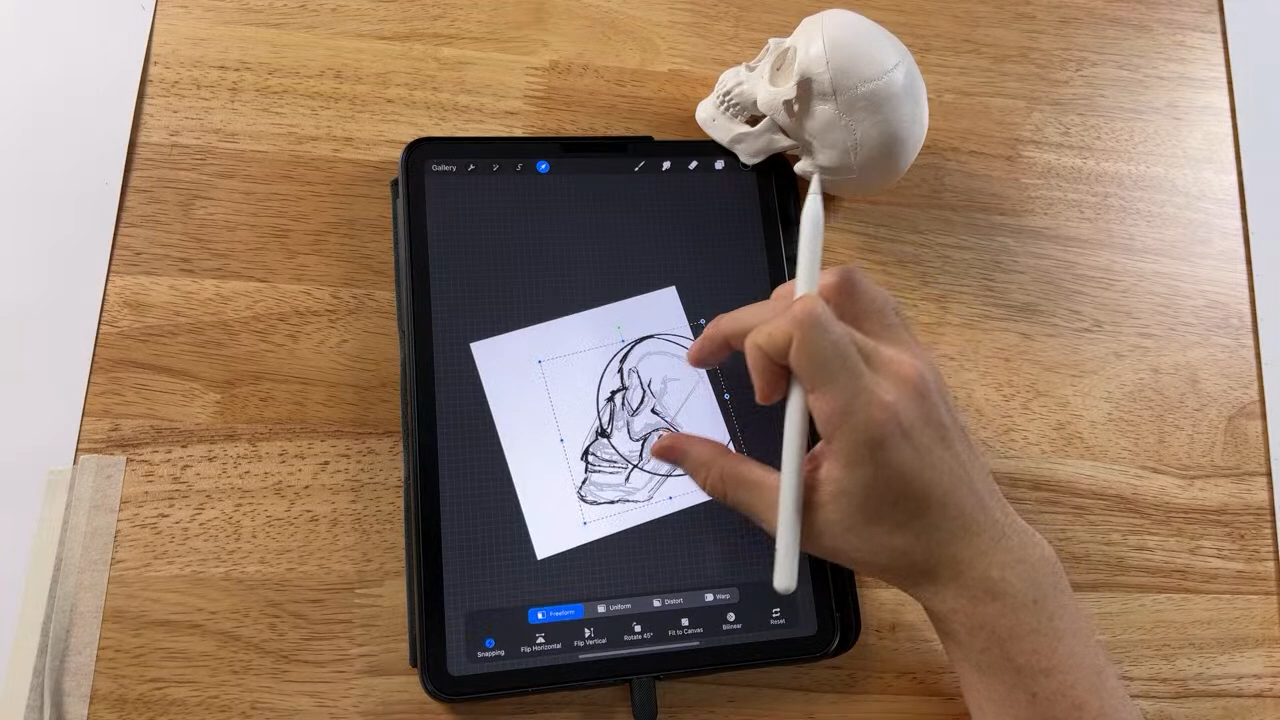 Gallery
Freeform Uniform Distort Warp
Snapping Flip Horizontal Flip Vertical Rotate 45° Fit to Canvas Bilinear Reset